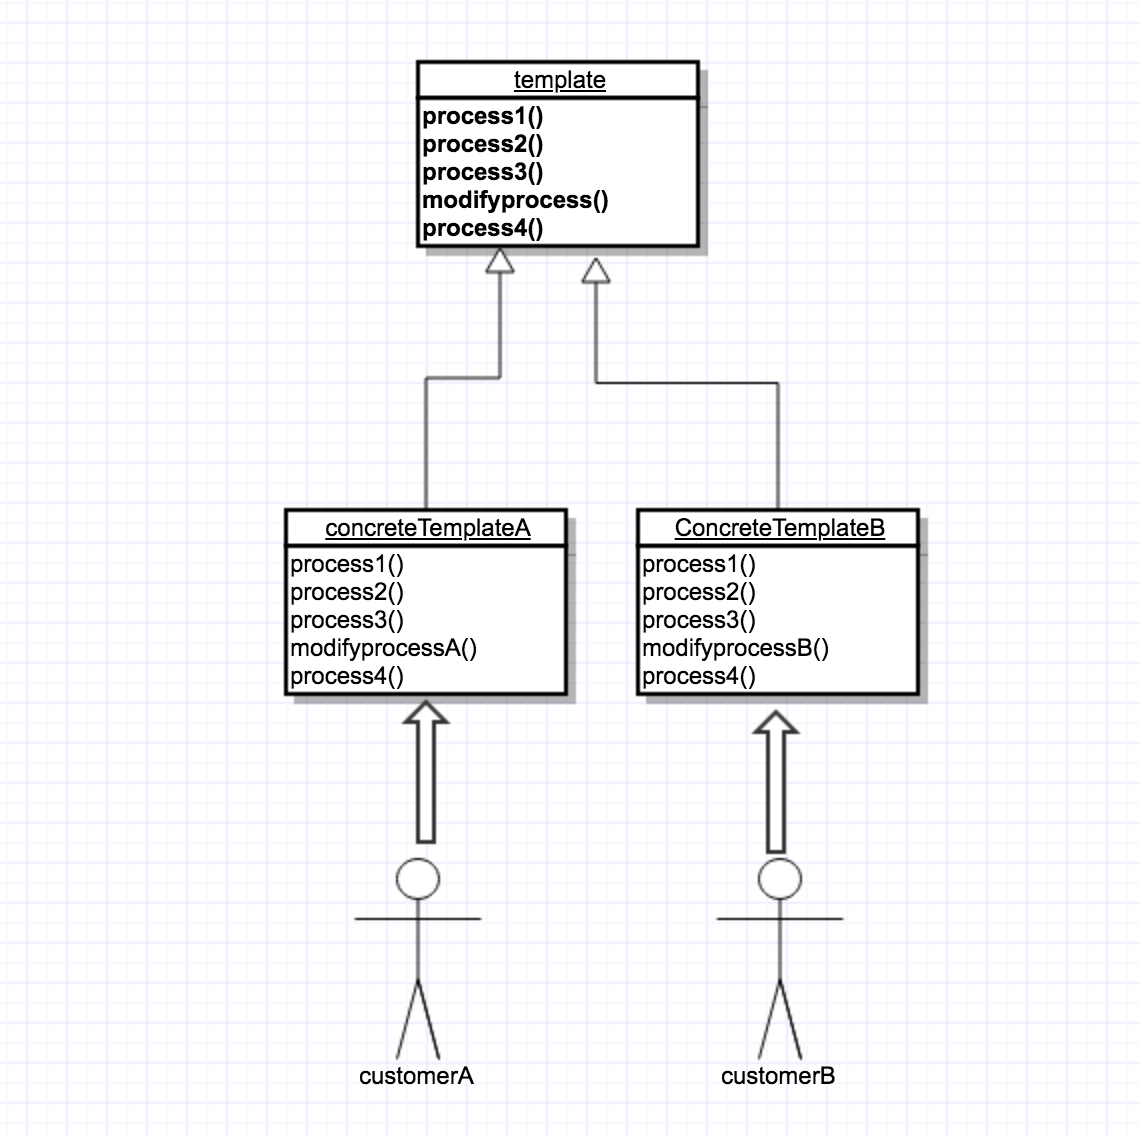 template
process1()
process2()
process3()
modifyprocess()
process4()
concreteTemplateA
process1()
process2()
process3()
modifyprocessA()
process4()
ConcreteTemplateB
process1()
process2()
process3()
modifyprocessB()
process4()
customerA
customerB